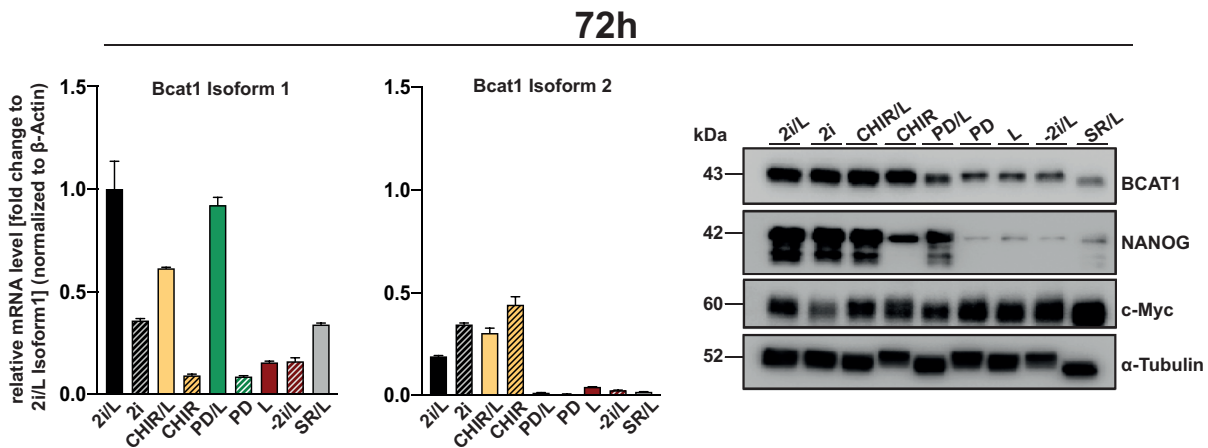 72h
relative mRNA level [fold change to
2i/L Isoform1] (normalized to β-Actin)
Bcat1 Isoform 1
1.5
1.0
0.5
0.0
2i/L
2i
CHIR/L
CHIR
PD/L
PD
L
-2i/L
SR/L
Bcat1 Isoform 2
1.5
1.0
0.5
0.0
2i/L
2i
CHIR/L
CHIR
PD/L
PD
L
-2i/L
SR/L
kDa
2i/L
2i
CHIR/L
CHIR
PD/L
PD
L
-2i/L
SR/L
43
BCAT1
42
NANOG
60
c-Myc
52
α-Tubulin